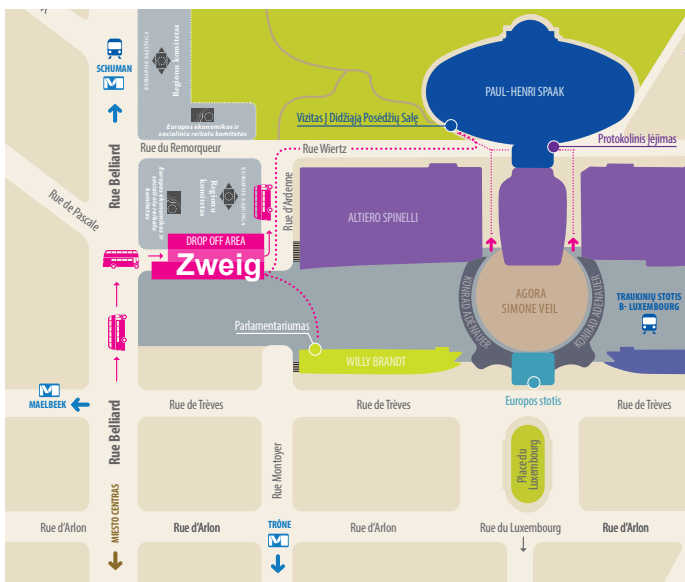 SCHUMAN
M
EUROPOS SĄJUNGA
Regionų komitetas
Europos ekonomikos ir
socialinių reikalų komitetas
PAUL- HENRI SPAAK
Vizitas Į Didžiąją Posėdžių Salę
Protokolinis Įėjimas
Rue du Remorqueur
Rue Wiertz
Rue Belliard
Rue de Pascale
Europos ekonomikos ir
socialinių reikalų
komitetas
Regionų
komitetas
EUROPOS SĄJUNGA
Rue d'Ardenne
ALTIERO SPINELLI
DROP OFF AREA
Zweig
KONRAD ADENAUER
AGORA
SIMONE VEIL
KONRAD ADENAUER
TRAUKINIŲ STOTIS
B- LUXEMBOURG
Parlamentariumas
WILLY BRANDT
M
MAELBEEK
Rue de Trèves
Rue de Trèves
Europos stotis
Rue de Trèves
Rue Belliard
Rue Montoyer
Place du
Luxembourg
MIESTO CENTRAS
Rue d'Arlon
Rue d'Arlon
TRÔNE
M
Rue d'Arlon
Rue du Luxembourg
Rue d'Arlon